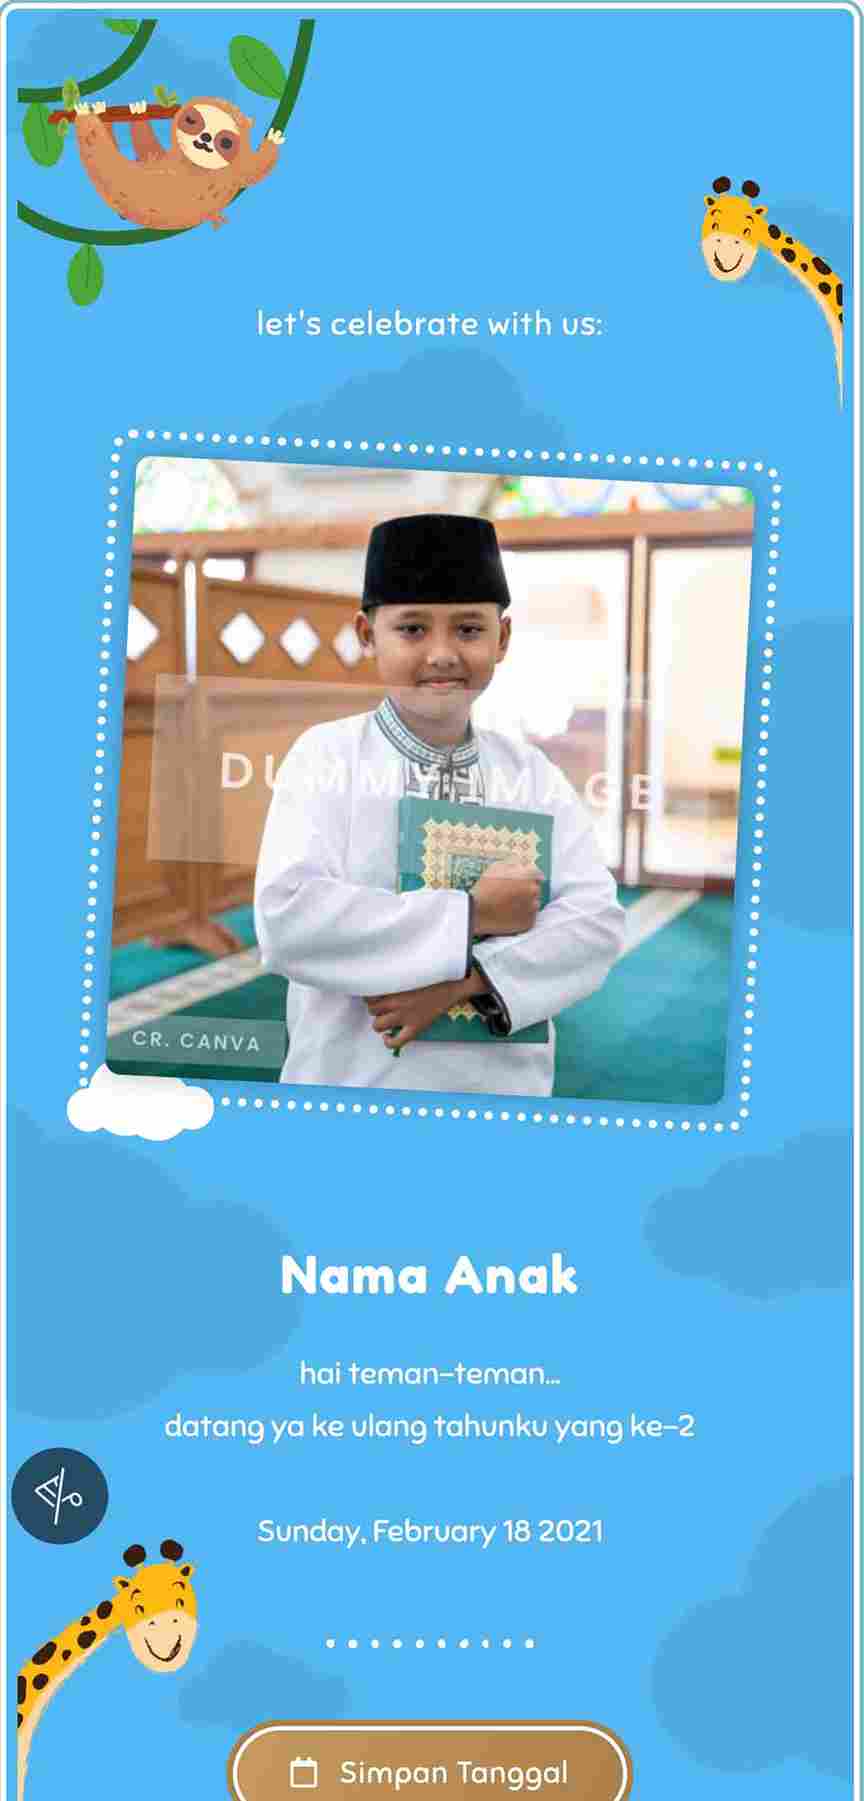 let's celebrate with us:
DUMMY IMAGE
CR. CANVA
Nama Anak
hai teman-teman...
datang ya ke ulang tahunku yang ke-2
Sunday, February 18 2021
Simpan Tanggal